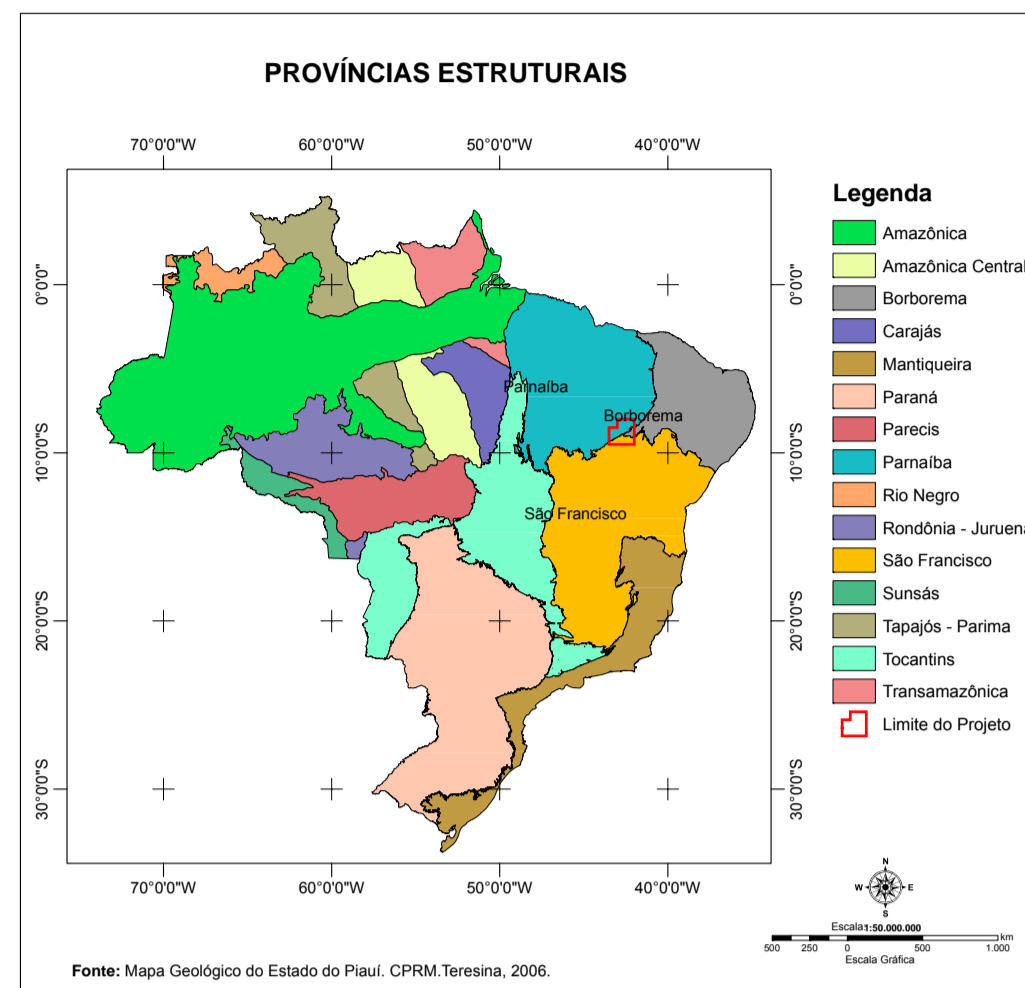 PROVÍNCIAS ESTRUTURAIS
70°0'0"W
60°0'0"W
50°0'0"W
40°0'0"W
0°0'0"
10°0'0"S
20°0'0"S
30°0'0"S
Parnaíba
Borborema
São Francisco
0°0'0"
10°0'0"S
20°0'0"S
30°0'0"S
70°0'0"W
60°0'0"W
50°0'0"W
40°0'0"W
Legenda
Amazônica
Amazônica Central
Borborema
Carajás
Mantiqueira
Paraná
Parecis
Parnaíba
Rio Negro
Rondônia - Juruena
São Francisco
Sunsás
Tapajós - Parima
Tocantins
Transamazônica
Limite do Projeto
N
W
E
S
Escala:1:50.000.000
km
500 250 0 500 1.000
Escala Gráfica
Fonte: Mapa Geológico do Estado do Piauí. CPRM.Teresina, 2006.